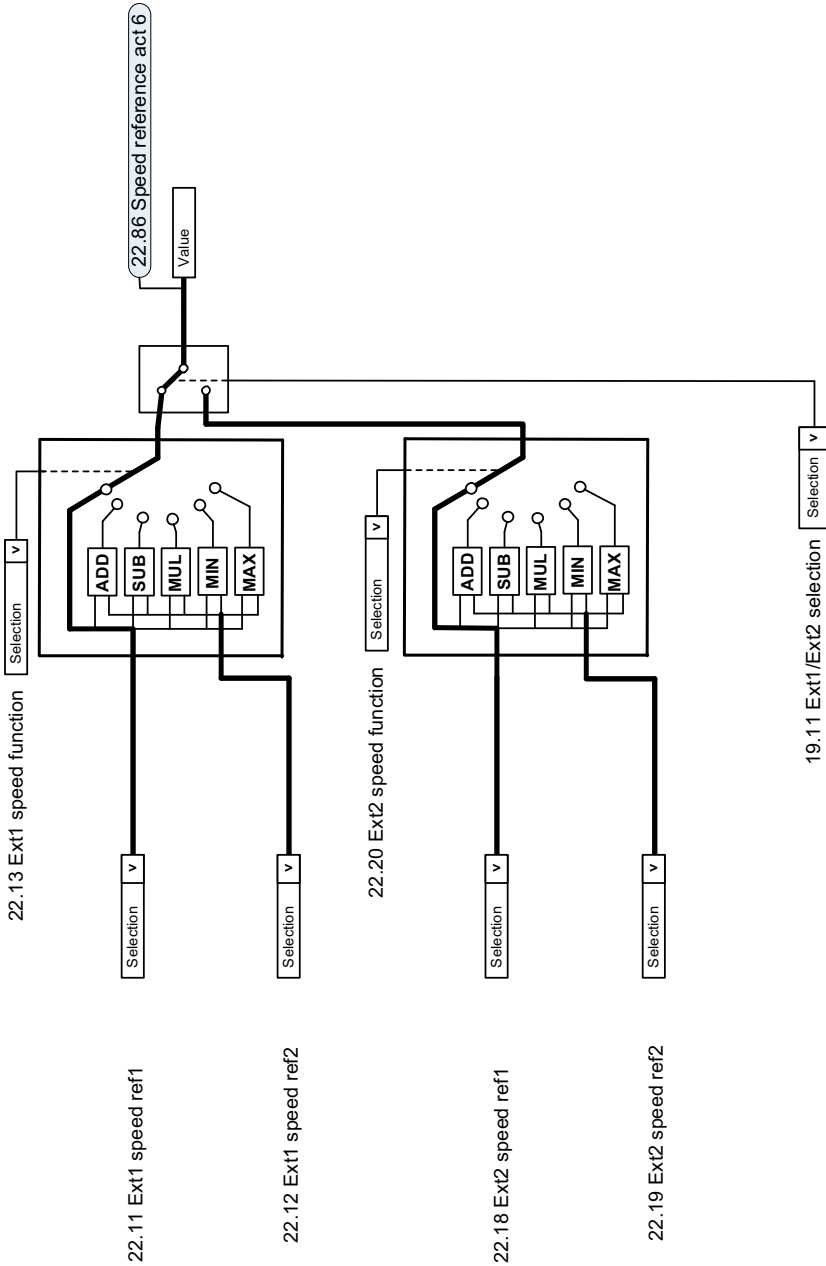 22.13 Ext1 speed function
Selection v
22.11 Ext1 speed ref1
Selection v
22.12 Ext1 speed ref2
Selection v
ADD
SUB
MUL
MIN
MAX
22.86 Speed reference act 6
Value
22.20 Ext2 speed function
Selection v
22.18 Ext2 speed ref1
Selection v
22.19 Ext2 speed ref2
Selection v
ADD
SUB
MUL
MIN
MAX
19.11 Ext1/Ext2 selection
Selection v